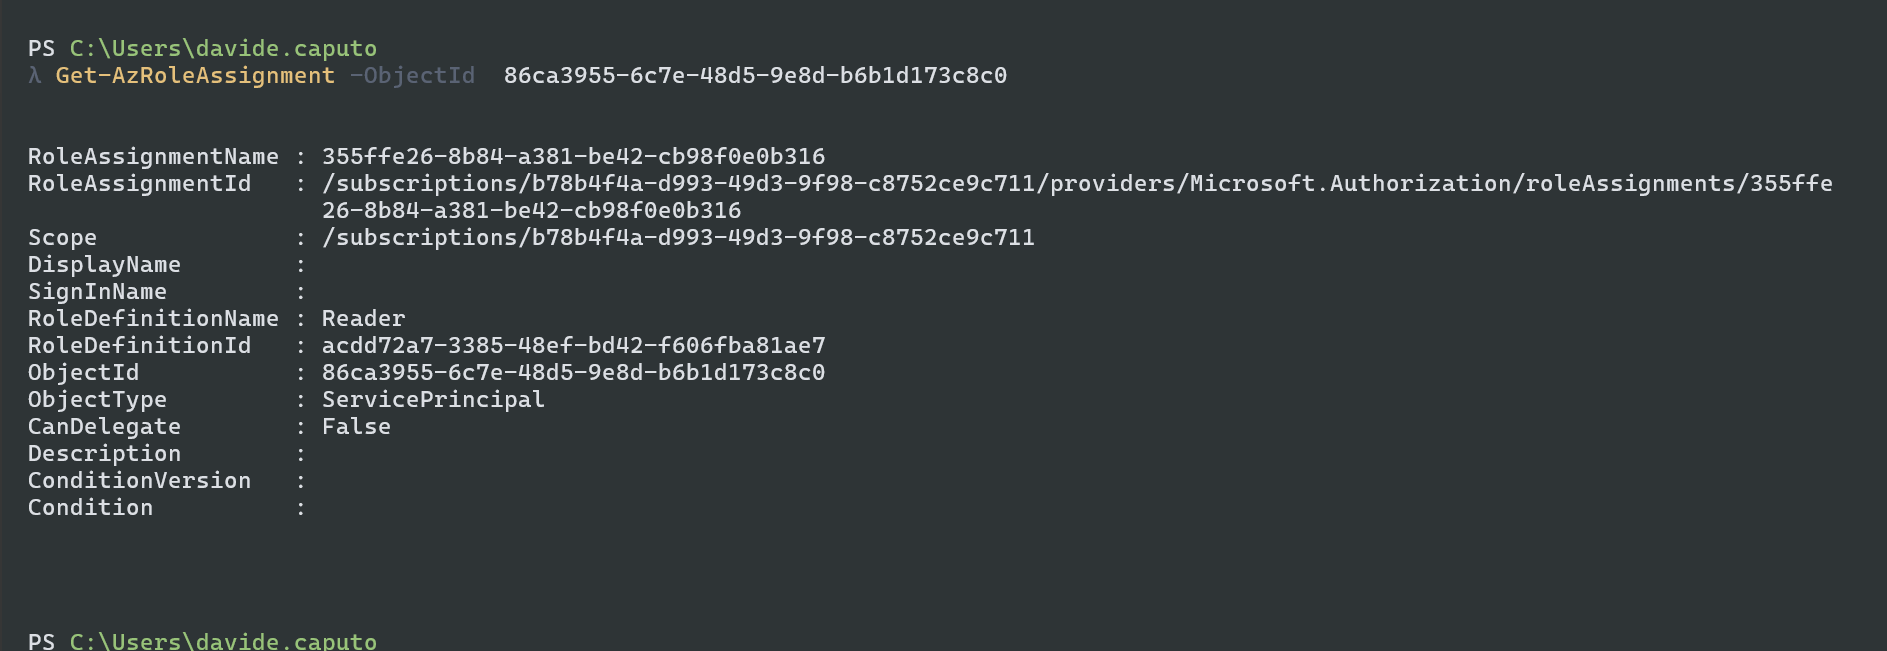 PS C:\Users\davide.caputo
λ Get-AzRoleAssignment -ObjectId  86ca3955-6c7e-48d5-9e8d-b6b1d173c8c0
RoleAssignmentName : 355ffe26-8b84-a381-be42-cb98f0e0b316
RoleAssignmentId   : /subscriptions/b78b4f4a-d993-49d3-9f98-c8752ce9c711/providers/Microsoft.Authorization/roleAssignments/355ffe
26-8b84-a381-be42-cb98f0e0b316
Scope              : /subscriptions/b78b4f4a-d993-49d3-9f98-c8752ce9c711
DisplayName        :
SignInName         :
RoleDefinitionName : Reader
RoleDefinitionId   : acdd72a7-3385-48ef-bd42-f606fba81ae7
ObjectId           : 86ca3955-6c7e-48d5-9e8d-b6b1d173c8c0
ObjectType         : ServicePrincipal
CanDelegate        : False
Description        :
ConditionVersion   :
Condition          :
PS C:\Users\davide.caputo